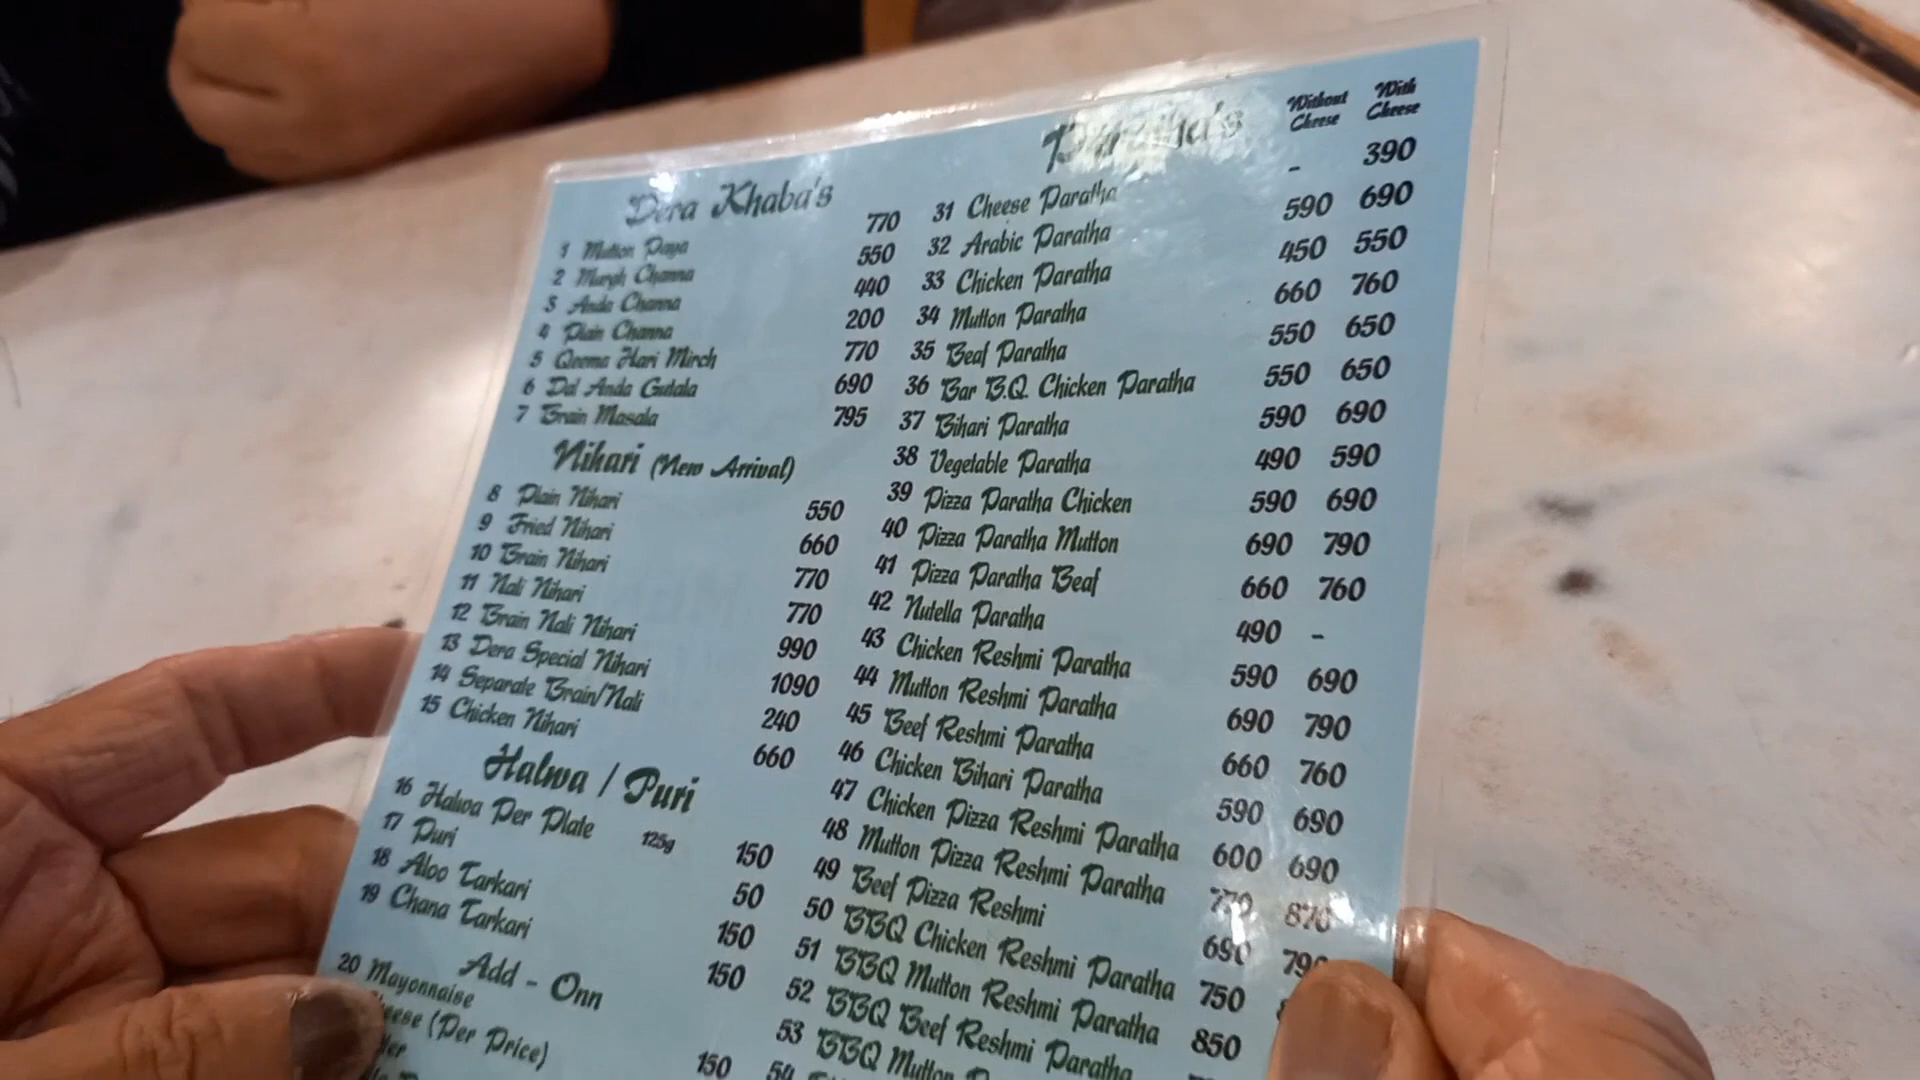 Dera Khaba's
1 Mutton Paya 770
2 Murgh Channa 550
3 Anda Channa 440
4 Plain Channa 200
5 Qeema Hari Mirch 770
6 Dal Anda Gutala 690
7 Brain Masala 795
Nihari (New Arrival)
8 Plain Nihari 550
9 Fried Nihari 660
10 Brain Nihari 770
11 Nali Nihari 770
12 Brain Nali Nihari 990
13 Dera Special Nihari 1090
14 Separate Brain/Nali 240
15 Chicken Nihari 660
Halwa / Puri
16 Halwa Per Plate 125g 150
17 Puri 50
18 Aloo Tarkari 150
19 Chana Tarkari 150
Add - Onn
20 Mayonnaise 150
(Per Price)
Paratha's
Without Cheese With Cheese
31 Cheese Paratha - 390
32 Arabic Paratha 590 690
33 Chicken Paratha 450 550
34 Mutton Paratha 660 760
35 Beaf Paratha 550 650
36 Bar B.Q. Chicken Paratha 550 650
37 Bihari Paratha 590 690
38 Vegetable Paratha 490 590
39 Pizza Paratha Chicken 590 690
40 Pizza Paratha Mutton 690 790
41 Pizza Paratha Beaf 660 760
42 Nutella Paratha 490 -
43 Chicken Reshmi Paratha 590 690
44 Mutton Reshmi Paratha 690 790
45 Beef Reshmi Paratha 660 760
46 Chicken Bihari Paratha 590 690
47 Chicken Pizza Reshmi Paratha 600 690
48 Mutton Pizza Reshmi Paratha 770 870
49 Beef Pizza Reshmi 690 790
50 BBQ Chicken Reshmi Paratha 750
51 BBQ Mutton Reshmi Paratha 850
52 BBQ Beef Reshmi Paratha
53 BBQ Mutton
54